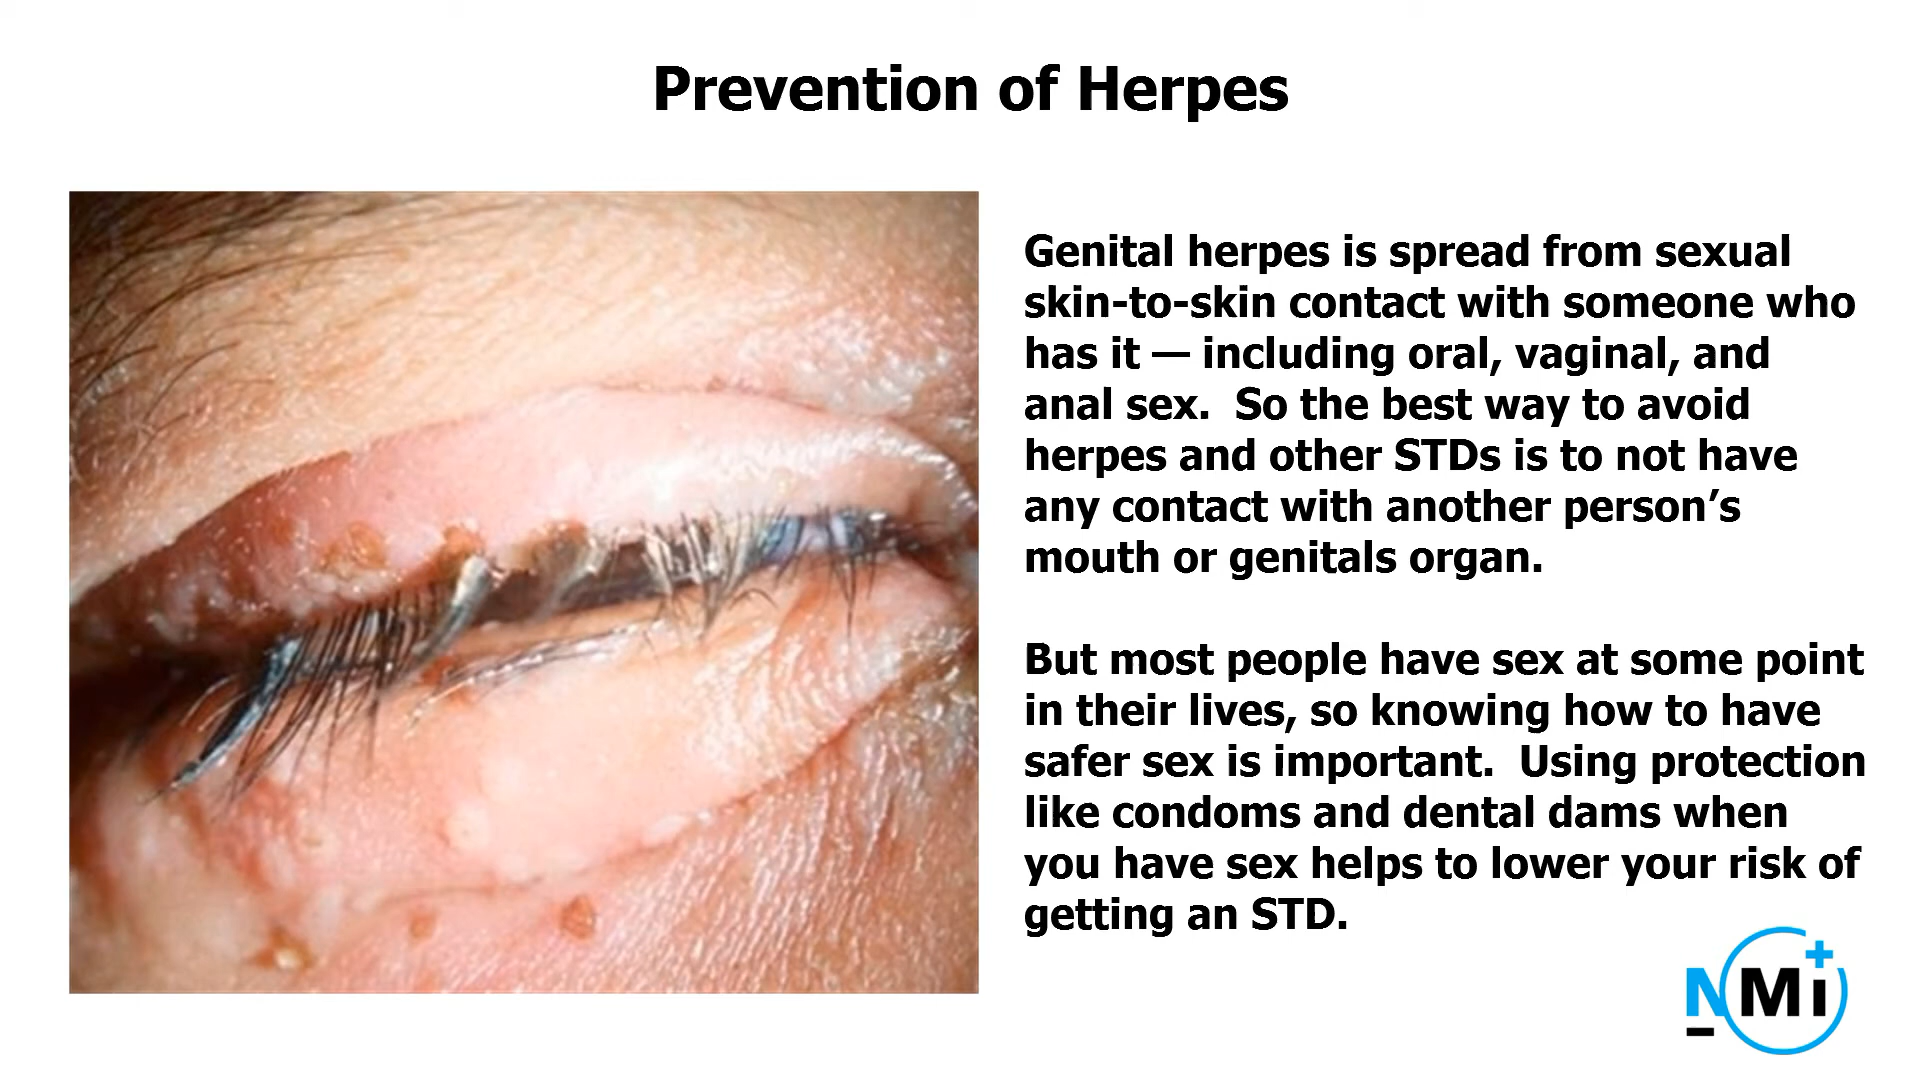 Prevention of Herpes
Genital herpes is spread from sexual
skin-to-skin contact with someone who
has it — including oral, vaginal, and
anal sex.  So the best way to avoid
herpes and other STDs is to not have
any contact with another person’s
mouth or genitals organ.
But most people have sex at some point
in their lives, so knowing how to have
safer sex is important.  Using protection
like condoms and dental dams when
you have sex helps to lower your risk of
getting an STD.
NMi